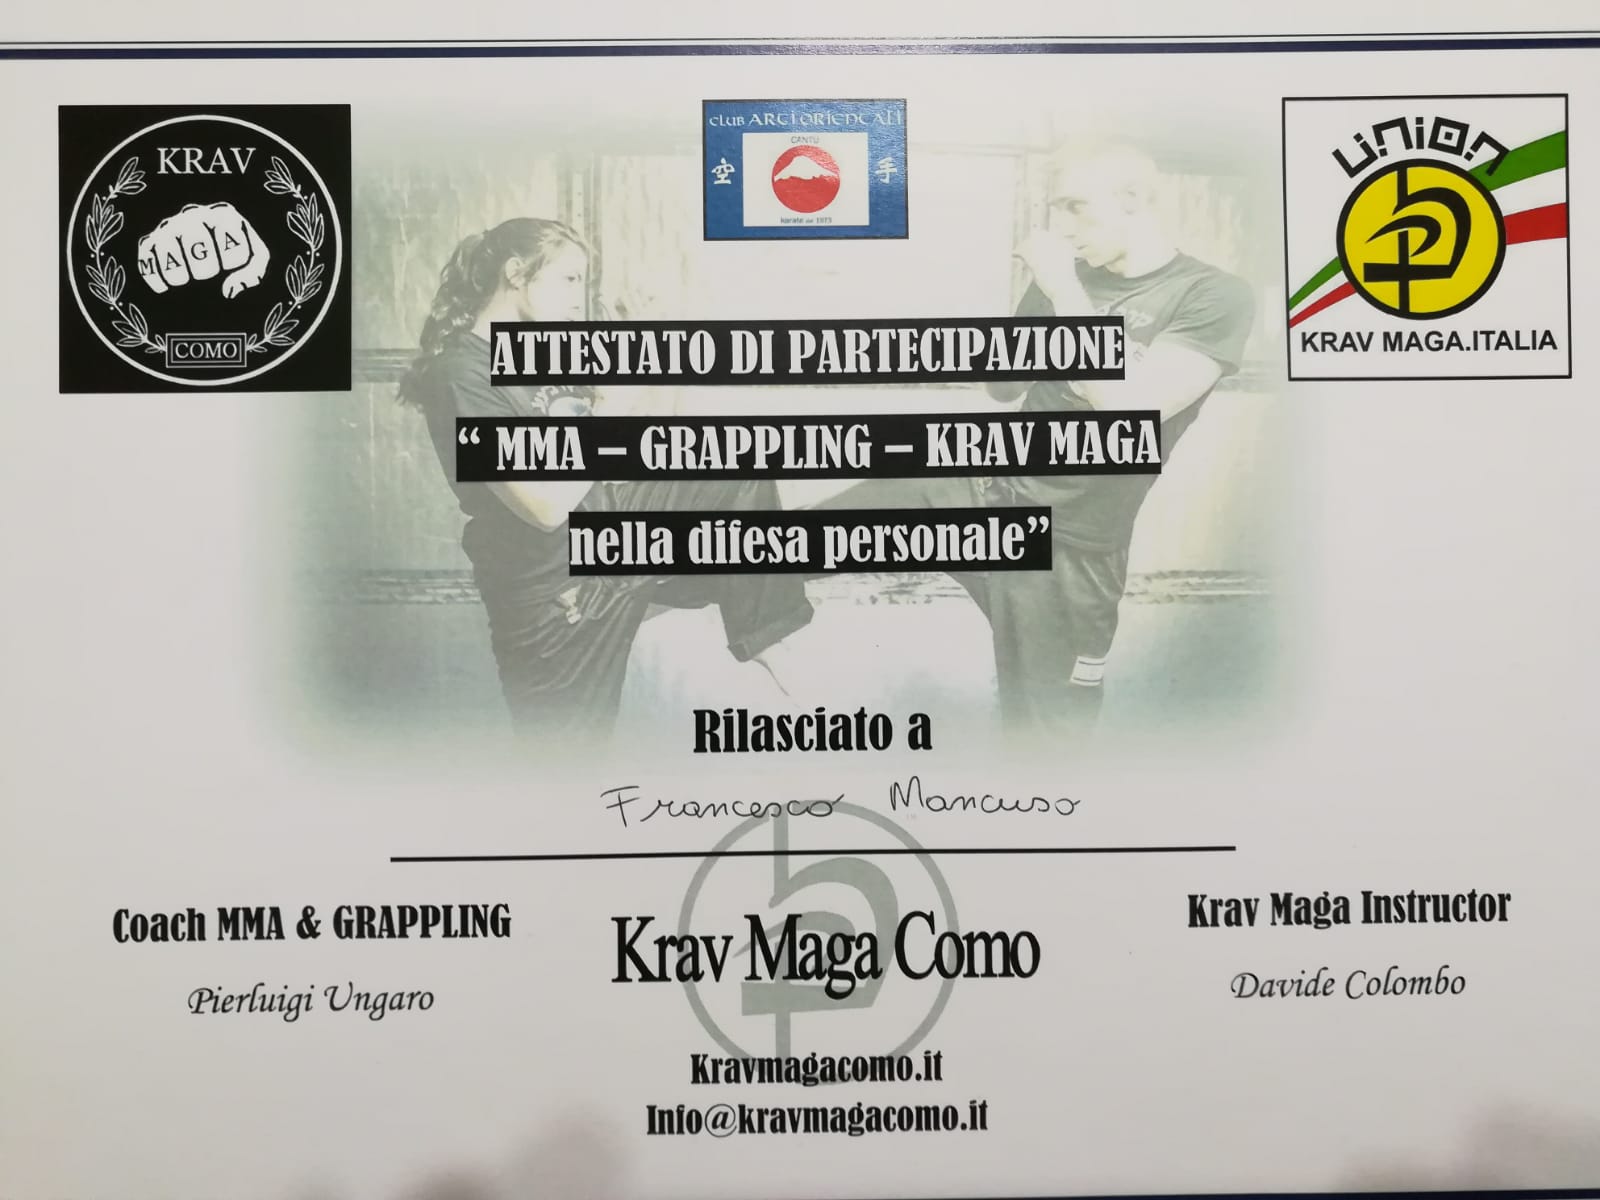 KRAV
MAGA
COMO
CLUB ARTI ORIENTALI
CANTÙ
空 手
karate dal 1973
UNION
KRAV MAGA.ITALIA
ATTESTATO DI PARTECIPAZIONE
“ MMA – GRAPPLING – KRAV MAGA
nella difesa personale”
Rilasciato a
Francesco Mancuso
Coach MMA & GRAPPLING
Pierluigi Ungaro
Krav Maga Como
Krav Maga Instructor
Davide Colombo
Kravmagacomo.it
Info@kravmagacomo.it